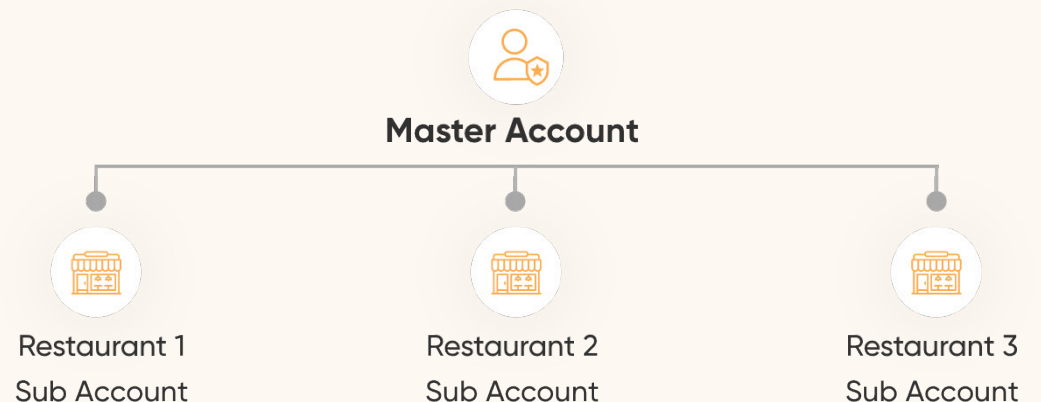 Master Account
Restaurant 1
Sub Account
Restaurant 2
Sub Account
Restaurant 3
Sub Account